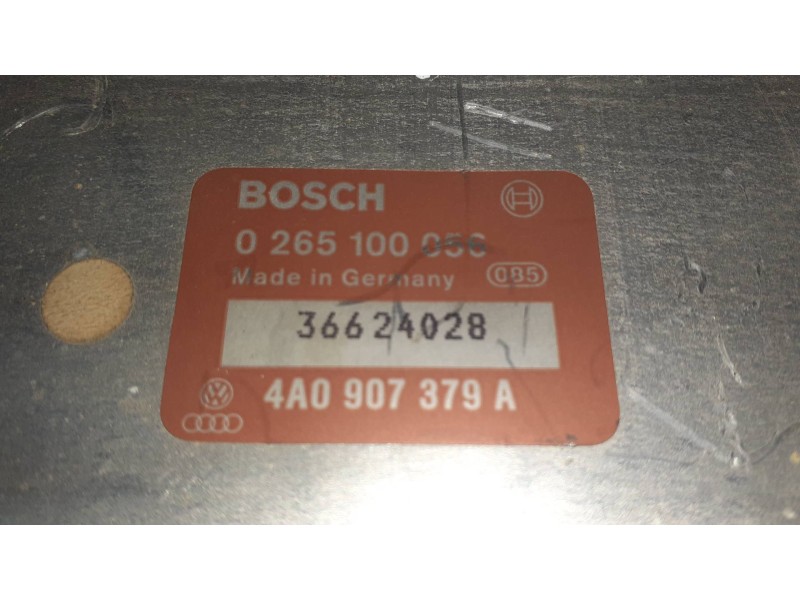 BOSCH
0 265 100 056
Made in Germany 085
36624028
4A0 907 379 A